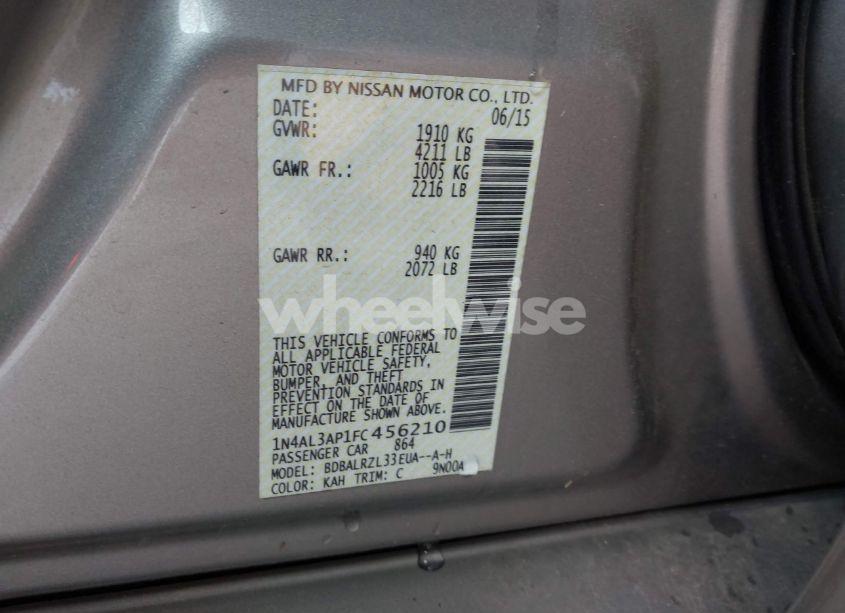 MFD BY NISSAN MOTOR CO., LTD.
DATE: 06/15
GVWR: 1910 KG
4211 LB
GAWR FR.: 1005 KG
2216 LB
GAWR RR.: 940 KG
2072 LB
wheelwise
THIS VEHICLE CONFORMS TO
ALL APPLICABLE FEDERAL
MOTOR VEHICLE SAFETY,
BUMPER, AND THEFT
PREVENTION STANDARDS IN
EFFECT ON THE DATE OF
MANUFACTURE SHOWN ABOVE.
1N4AL3AP1FC456210
PASSENGER CAR 864
MODEL: BDBALRZL33EUA--A-H
COLOR: KAH TRIM: C 9N00A